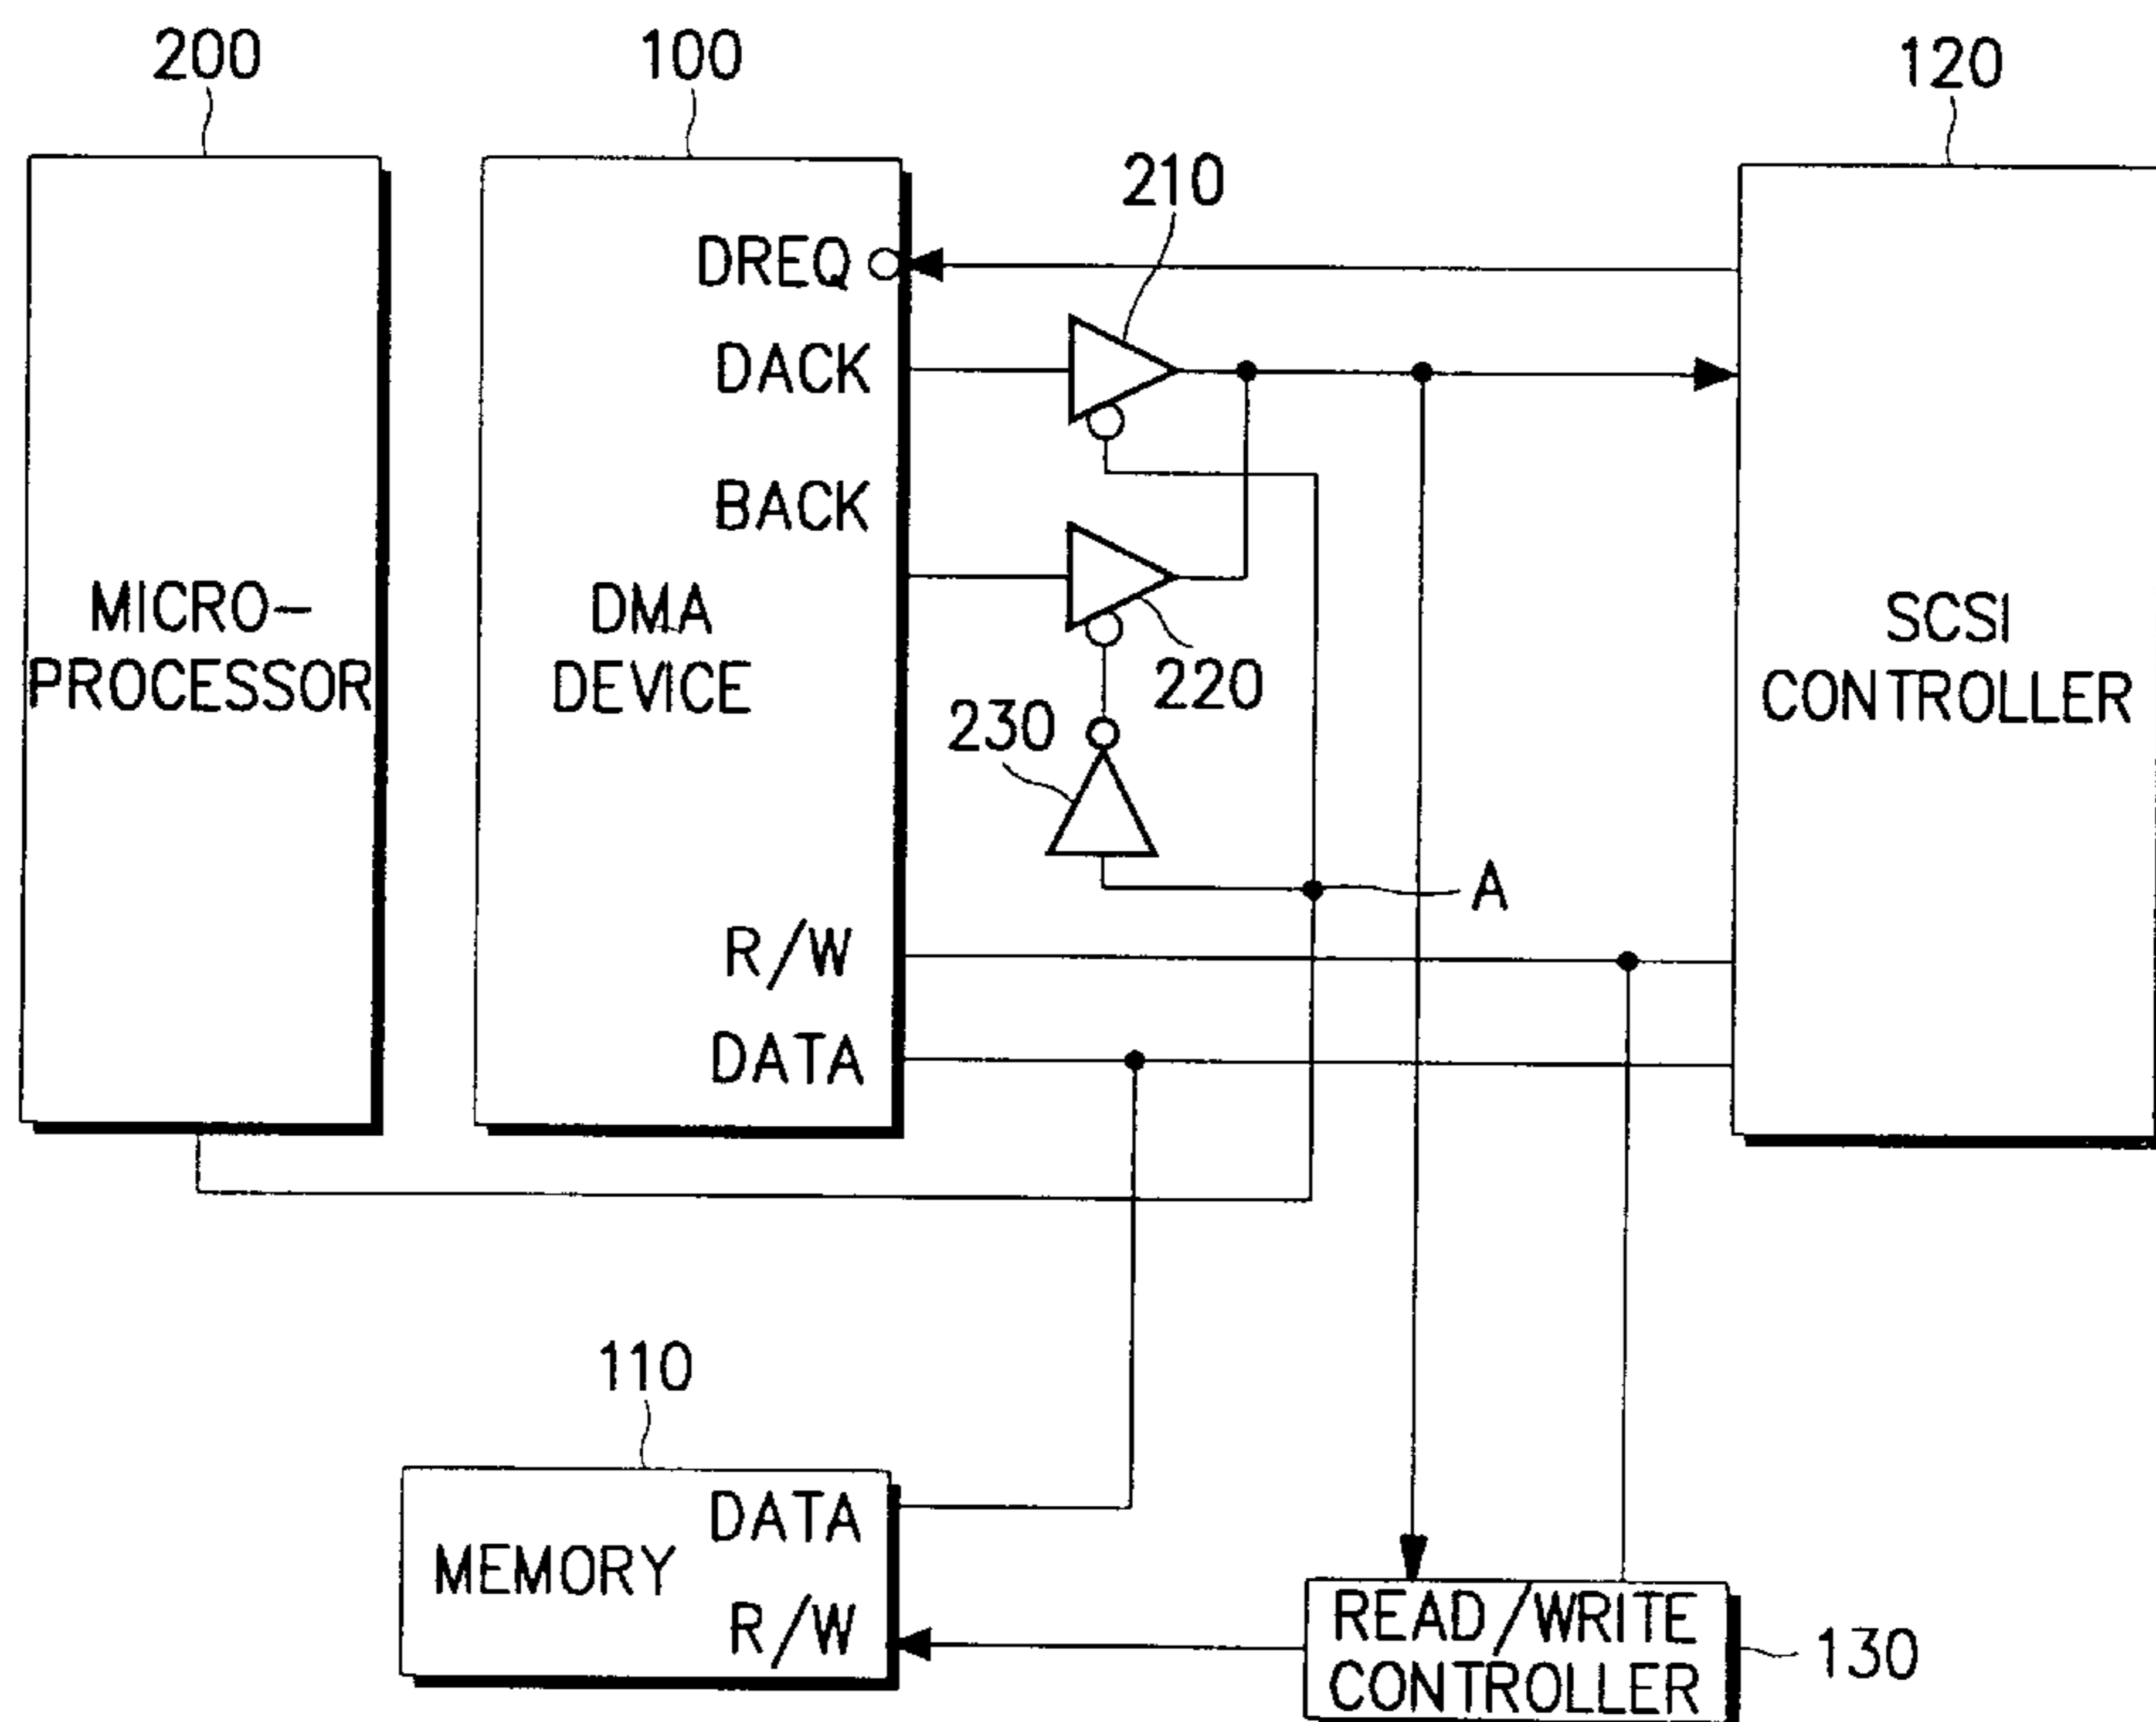 200
100
120
210
DREQ
DACK
BACK
MICRO-
PROCESSOR
DMA
DEVICE
SCSI
CONTROLLER
220
230
A
R/W
DATA
110
DATA
MEMORY
R/W
READ/WRITE
CONTROLLER
130